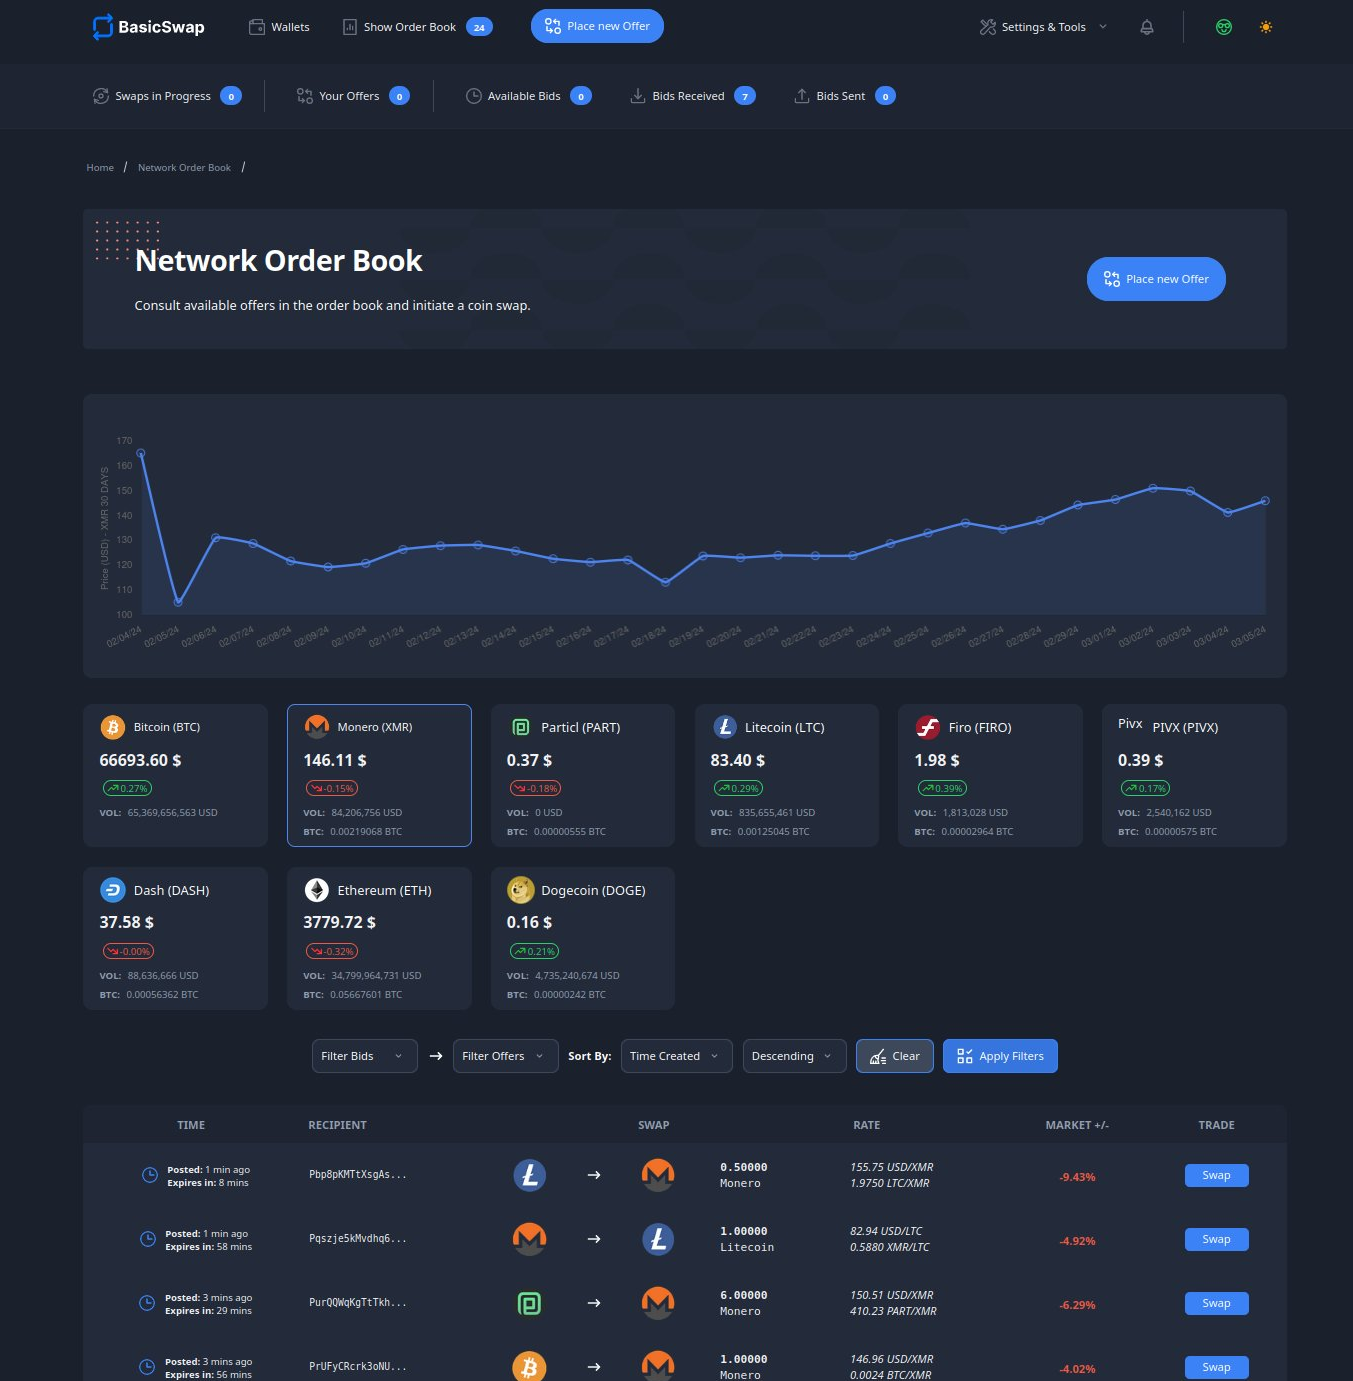 BasicSwap
Wallets
Show Order Book 24
Place new Offer
Settings & Tools
Swaps in Progress 0
Your Offers 0
Available Bids 0
Bids Received 7
Bids Sent 0
Home / Network Order Book /
Network Order Book
Consult available offers in the order book and initiate a coin swap.
Place new Offer
Price (USD) - XMR 30 DAYS
170
160
150
140
130
120
110
100
02/04/24 02/05/24 02/06/24 02/07/24 02/08/24 02/09/24 02/10/24 02/11/24 02/12/24 02/13/24 02/14/24 02/15/24 02/16/24 02/17/24 02/18/24 02/19/24 02/20/24 02/21/24 02/22/24 02/23/24 02/24/24 02/25/24 02/26/24 02/27/24 02/28/24 02/29/24 03/01/24 03/02/24 03/03/24 03/04/24 03/05/24
Bitcoin (BTC)
66693.60 $
0.27%
VOL: 65,369,656,563 USD
Monero (XMR)
146.11 $
-0.15%
VOL: 84,206,756 USD
BTC: 0.00219068 BTC
Particl (PART)
0.37 $
-0.18%
VOL: 0 USD
BTC: 0.00000555 BTC
Litecoin (LTC)
83.40 $
0.29%
VOL: 835,655,461 USD
BTC: 0.00125045 BTC
Firo (FIRO)
1.98 $
0.39%
VOL: 1,813,028 USD
BTC: 0.00002964 BTC
Pivx PIVX (PIVX)
0.39 $
0.17%
VOL: 2,540,162 USD
BTC: 0.00000575 BTC
Dash (DASH)
37.58 $
-0.00%
VOL: 88,636,666 USD
BTC: 0.00056362 BTC
Ethereum (ETH)
3779.72 $
-0.32%
VOL: 34,799,964,731 USD
BTC: 0.05667601 BTC
Dogecoin (DOGE)
0.16 $
0.21%
VOL: 4,735,240,674 USD
BTC: 0.00000242 BTC
Filter Bids
Filter Offers
Sort By:
Time Created
Descending
Clear
Apply Filters
TIME RECIPIENT SWAP RATE MARKET +/- TRADE
Posted: 1 min ago
Expires in: 8 mins
Pbp8pKMTtXsgAs...
0.50000
Monero
155.75 USD/XMR
1.9750 LTC/XMR
-9.43%
Swap
Posted: 1 min ago
Expires in: 58 mins
Pqszje5kMvdhq6...
1.00000
Litecoin
82.94 USD/LTC
0.5880 XMR/LTC
-4.92%
Swap
Posted: 3 mins ago
Expires in: 29 mins
PurQQWqKgTtTkh...
6.00000
Monero
150.51 USD/XMR
410.23 PART/XMR
-6.29%
Swap
Posted: 3 mins ago
Expires in: 56 mins
PrUFyCRcrk3oNU...
1.00000
Monero
146.96 USD/XMR
0.0024 BTC/XMR
-4.02%
Swap